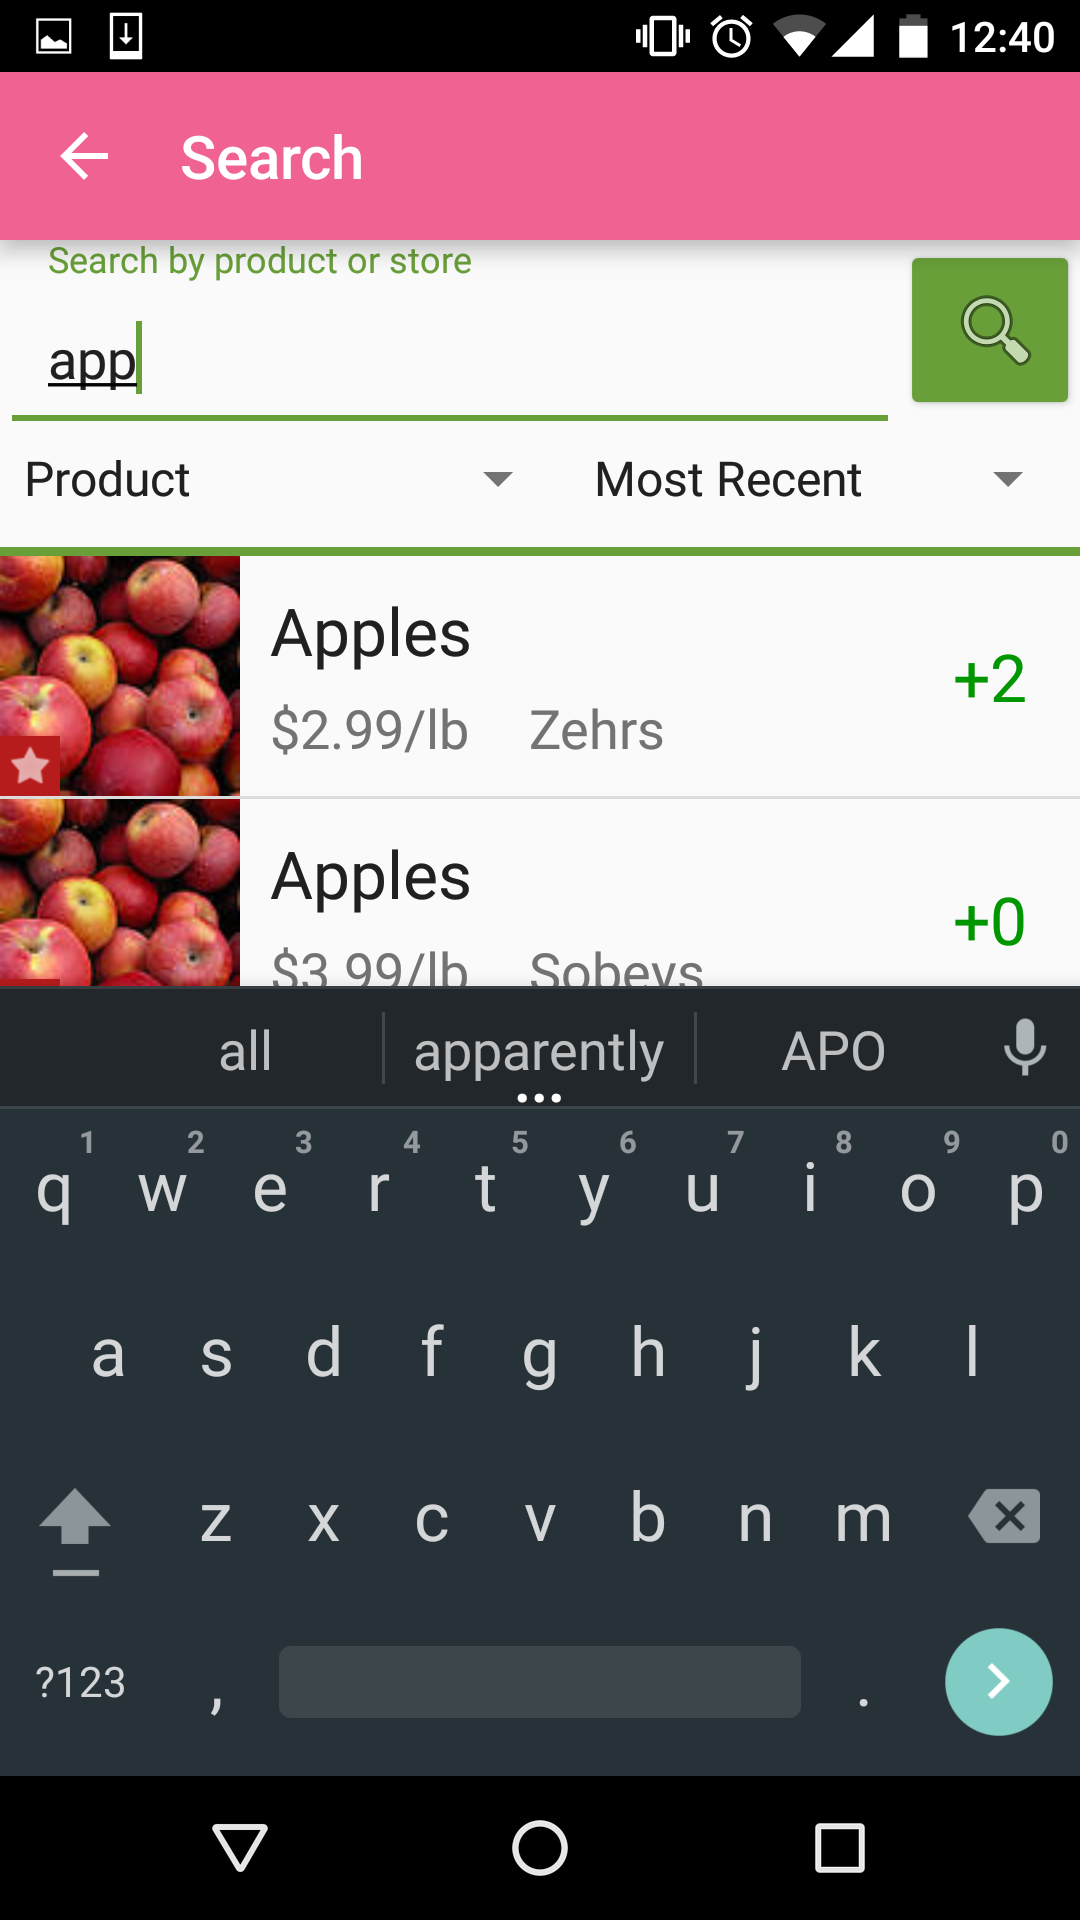 12:40
Search
Search by product or store
app
Product Most Recent
Apples
+2
$2.99/lb Zehrs
Apples
+0
$3.99/lb Sobeys
all apparently APO
1 2 3 4 5 6 7 8 9 0
q w e r t y u i o p
a s d f g h j k l
z x c v b n m
?123 , .